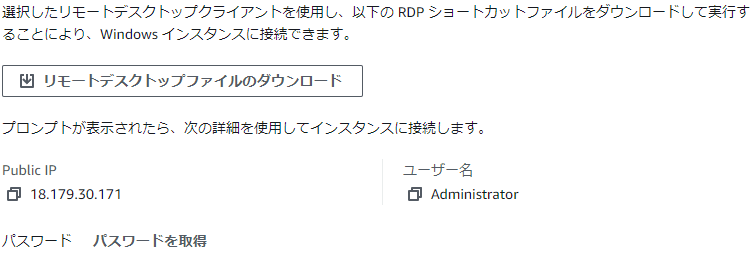 選択したリモートデスクトップクライアントを使用し、以下の RDP ショートカットファイルをダウンロードして実行す
ることにより、Windows インスタンスに接続できます。
リモートデスクトップファイルのダウンロード
プロンプトが表示されたら、次の詳細を使用してインスタンスに接続します。
Public IP
18.179.30.171
ユーザー名
Administrator
パスワード パスワードを取得